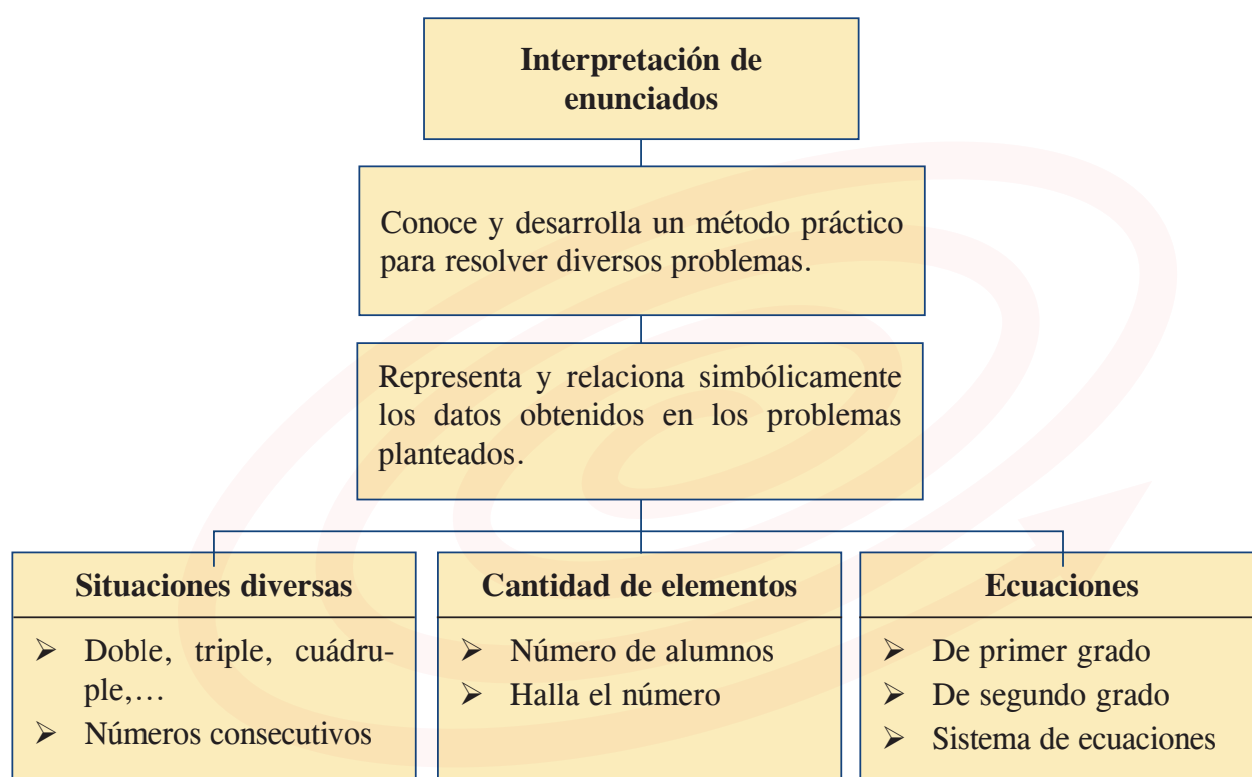 Interpretación de
enunciados
Conoce y desarrolla un método práctico
para resolver diversos problemas.
Representa y relaciona simbólicamente
los datos obtenidos en los problemas
planteados.
Situaciones diversas
➤ Doble, triple, cuádru-
ple,…
➤ Números consecutivos
Cantidad de elementos
➤ Número de alumnos
➤ Halla el número
Ecuaciones
➤ De primer grado
➤ De segundo grado
➤ Sistema de ecuaciones